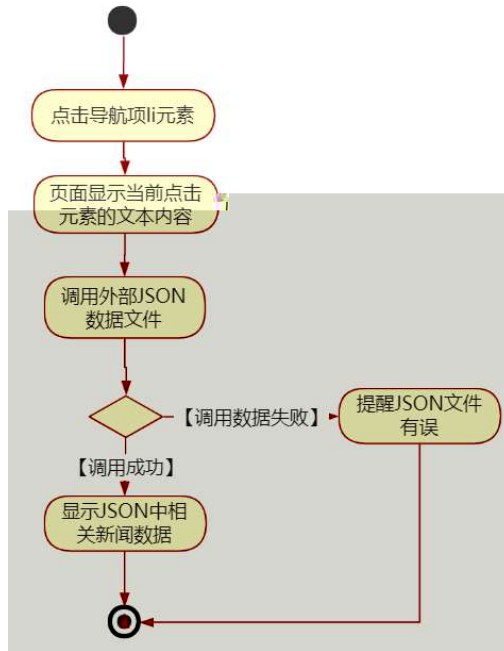 点击导航项li元素
页面显示当前点击
元素的文本内容
调用外部JSON
数据文件
【调用数据失败】
提醒JSON文件
有误
【调用成功】
显示JSON中相
关新闻数据